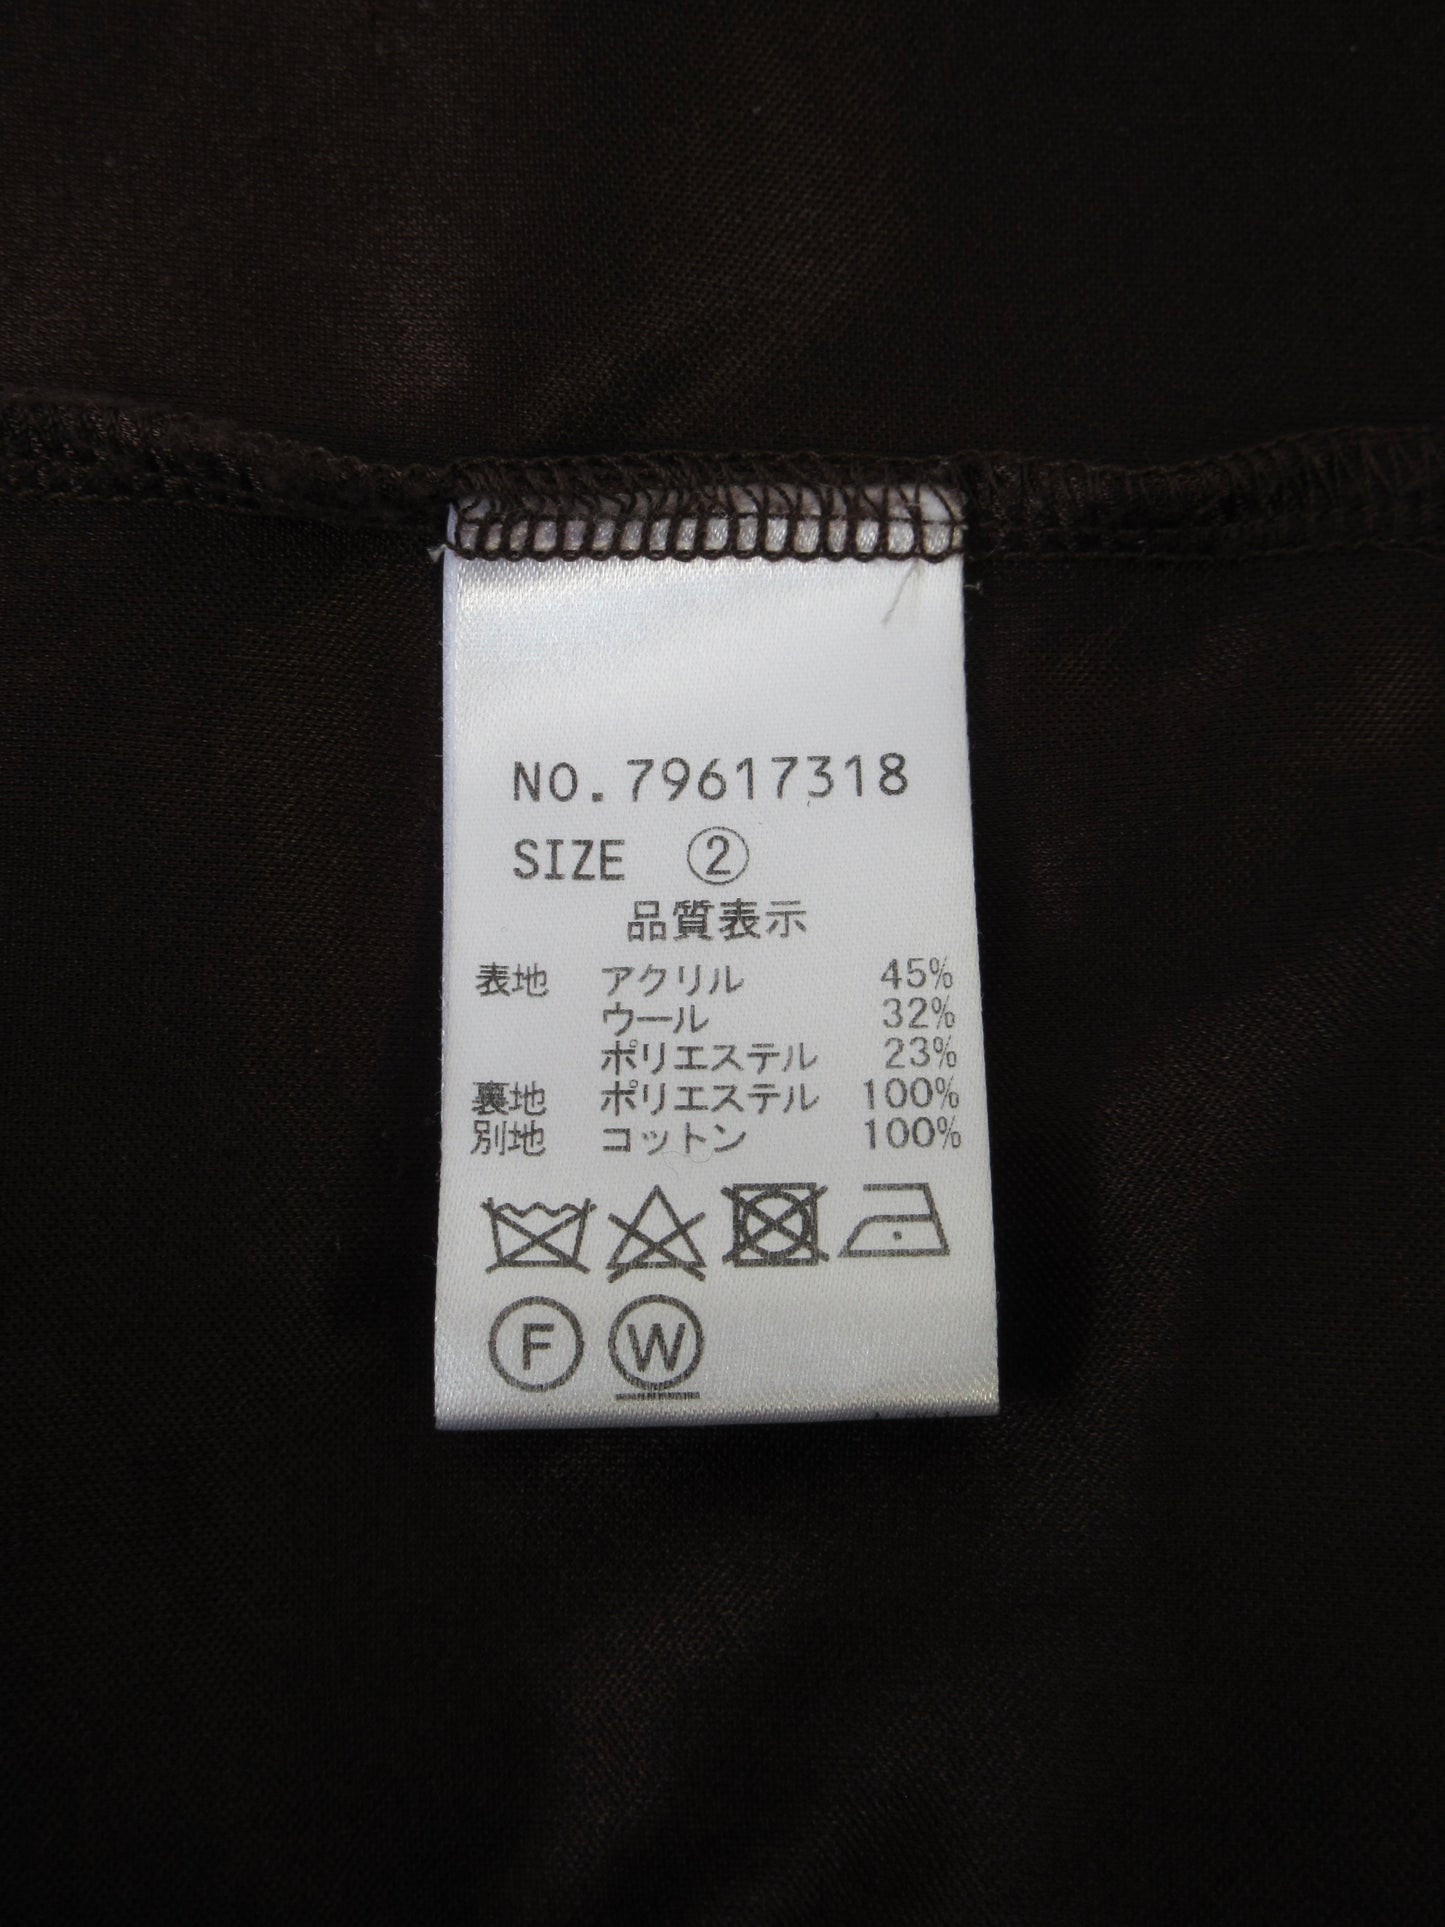 NO.79617318
SIZE ②
品質表示
表地 アクリル 45%
ウール 32%
ポリエステル 23%
裏地 ポリエステル 100%
別地 コットン 100%
F W